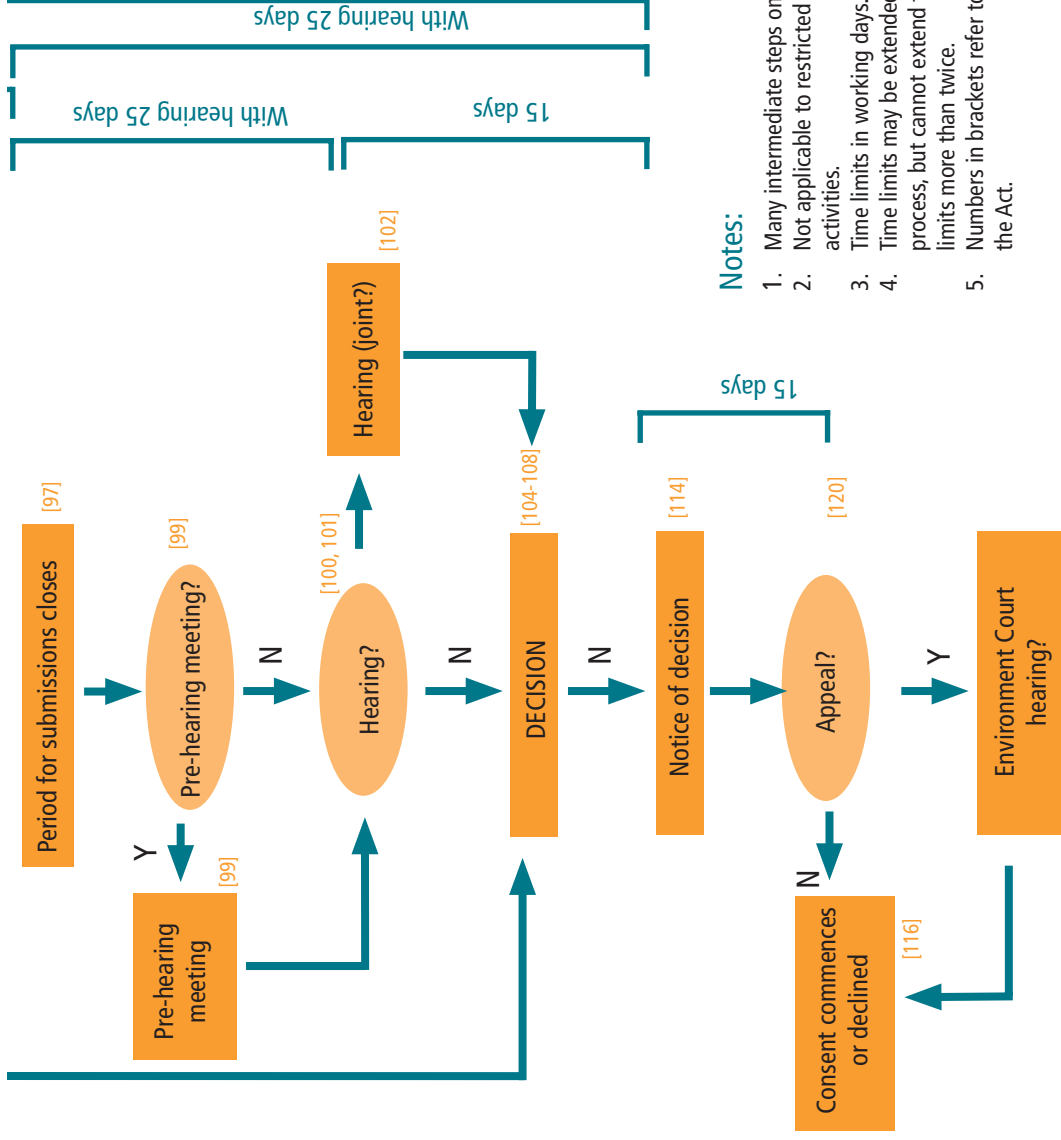 With hearing 25 days
With hearing 25 days
15 days
Period for submissions closes
[97]
Pre-hearing meeting?
[99]
Y
Pre-hearing
meeting
[99]
N
Hearing?
[100, 101]
Hearing (joint?)
[102]
N
DECISION
[104-108]
N
Notice of decision
[114]
15 days
Appeal?
[120]
N
Consent commences
or declined
[116]
Y
Environment Court
hearing?
Notes:
1. Many intermediate steps on
2. Not applicable to restricted
activities.
3. Time limits in working days.
4. Time limits may be extended
process, but cannot extend
limits more than twice.
5. Numbers in brackets refer to
the Act.